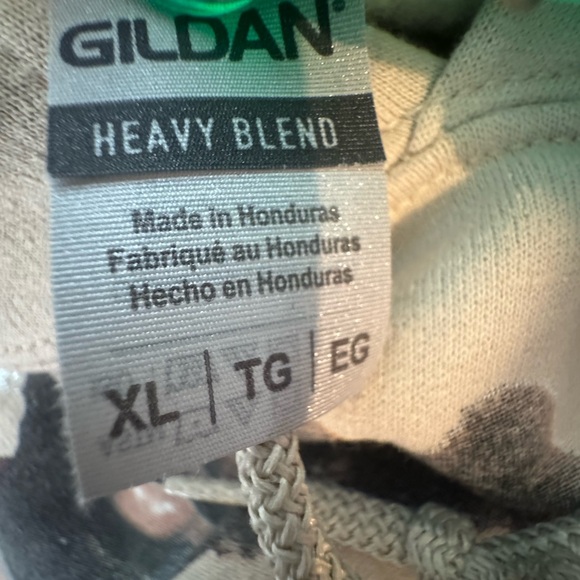 GILDAN®
HEAVY BLEND
Made in Honduras
Fabriqué au Honduras
Hecho en Honduras
XL | TG | EG